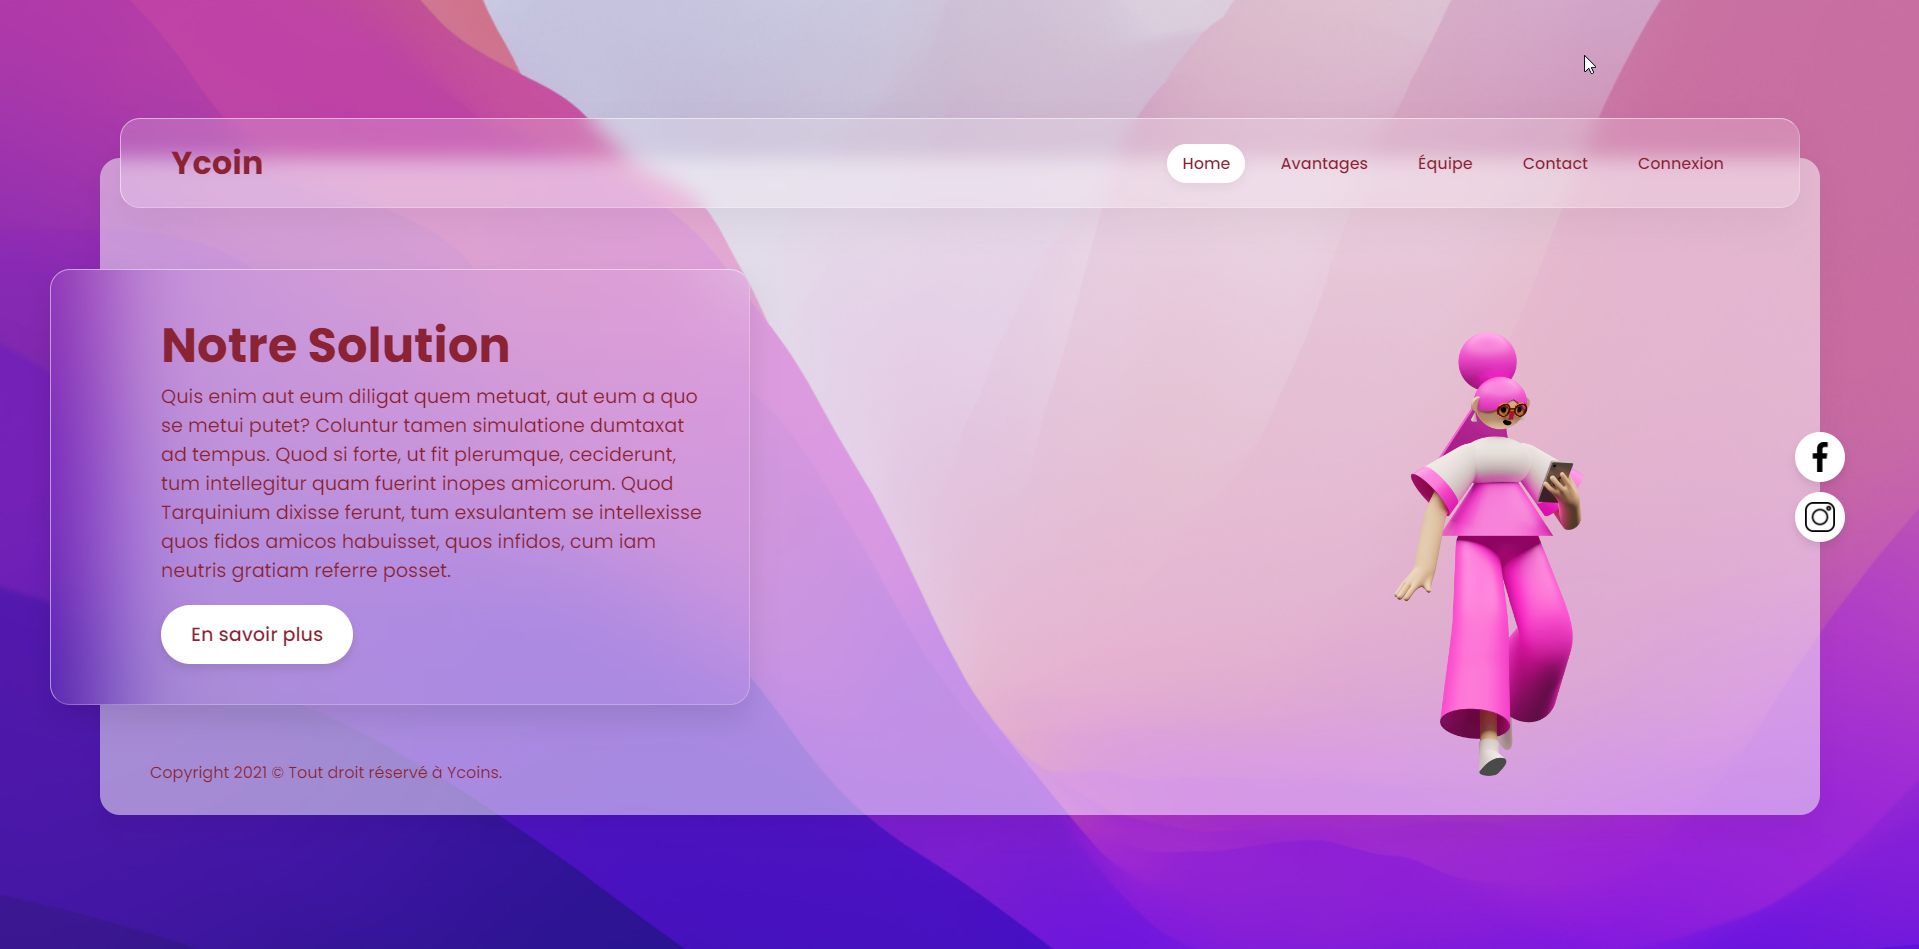 Ycoin
Home
Avantages
Équipe
Contact
Connexion
Notre Solution
Quis enim aut eum diligat quem metuat, aut eum a quo
se metui putet? Coluntur tamen simulatione dumtaxat
ad tempus. Quod si forte, ut fit plerumque, ceciderunt,
tum intellegitur quam fuerint inopes amicorum. Quod
Tarquinium dixisse ferunt, tum exsulantem se intellexisse
quos fidos amicos habuisset, quos infidos, cum iam
neutris gratiam referre posset.
En savoir plus
Copyright 2021 © Tout droit réservé à Ycoins.